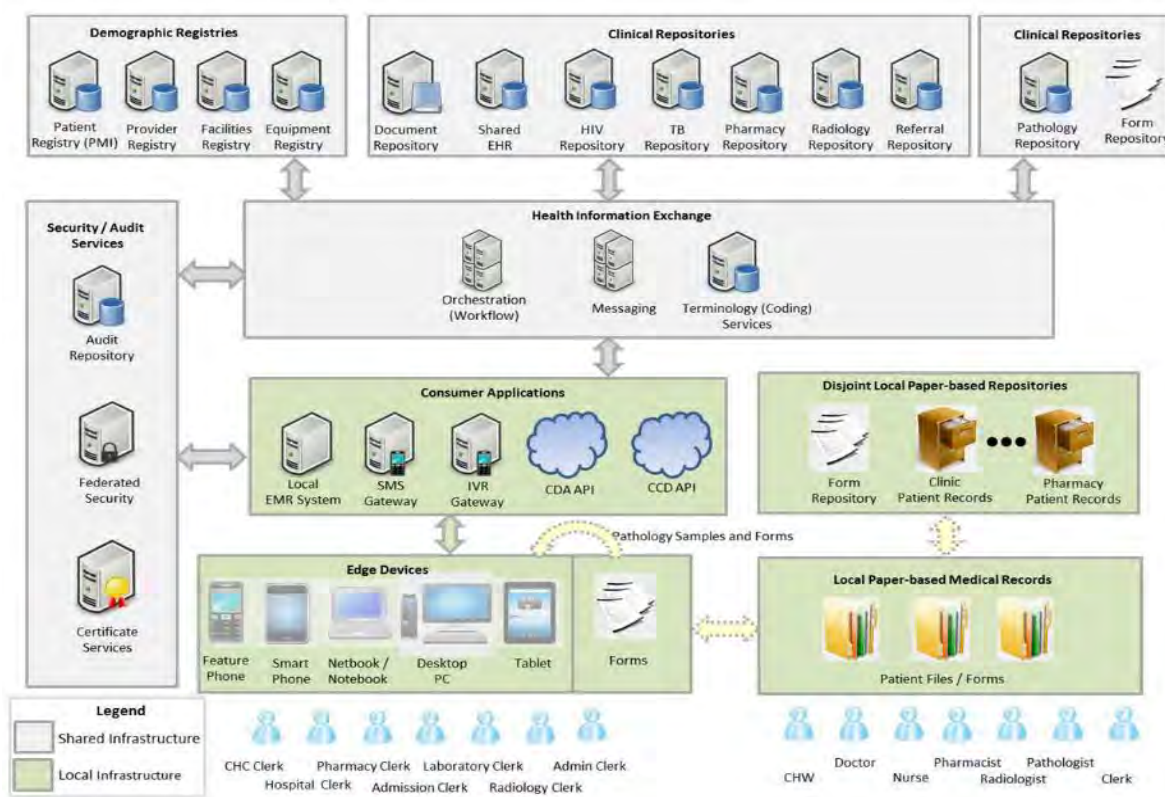 Demographic Registries
Patient
Registry (PMI)
Provider
Registry
Facilities
Registry
Equipment
Registry
Clinical Repositories
Document
Repository
Shared
EHR
HIV
Repository
TB
Repository
Pharmacy
Repository
Radiology
Repository
Referral
Repository
Clinical Repositories
Pathology
Repository
Form
Repository
Security / Audit
Services
Audit
Repository
Federated
Security
Certificate
Services
Health Information Exchange
Orchestration
(Workflow)
Messaging
Terminology (Coding)
Services
Consumer Applications
Local
EMR System
SMS
Gateway
IVR
Gateway
CDA API
CCD API
Disjoint Local Paper-based Repositories
Form
Repository
Clinic
Patient Records
Pharmacy
Patient Records
Pathology Samples and Forms
Edge Devices
Feature
Phone
Smart
Phone
Netbook /
Notebook
Desktop
PC
Tablet
Forms
Local Paper-based Medical Records
Patient Files / Forms
Legend
Shared Infrastructure
Local Infrastructure
CHC Clerk
Hospital Clerk
Pharmacy Clerk
Admission Clerk
Laboratory Clerk
Radiology Clerk
Admin Clerk
CHW
Doctor
Nurse
Pharmacist
Radiologist
Pathologist
Clerk